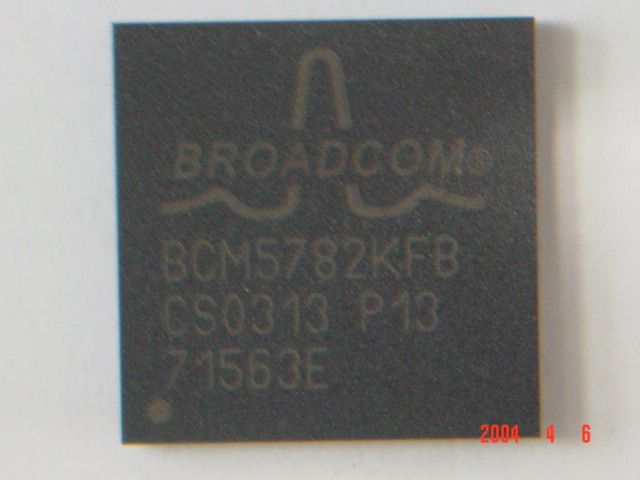 BROADCOM®
BCM5782KFB
CS0313 P13
71563E
2004 4 6